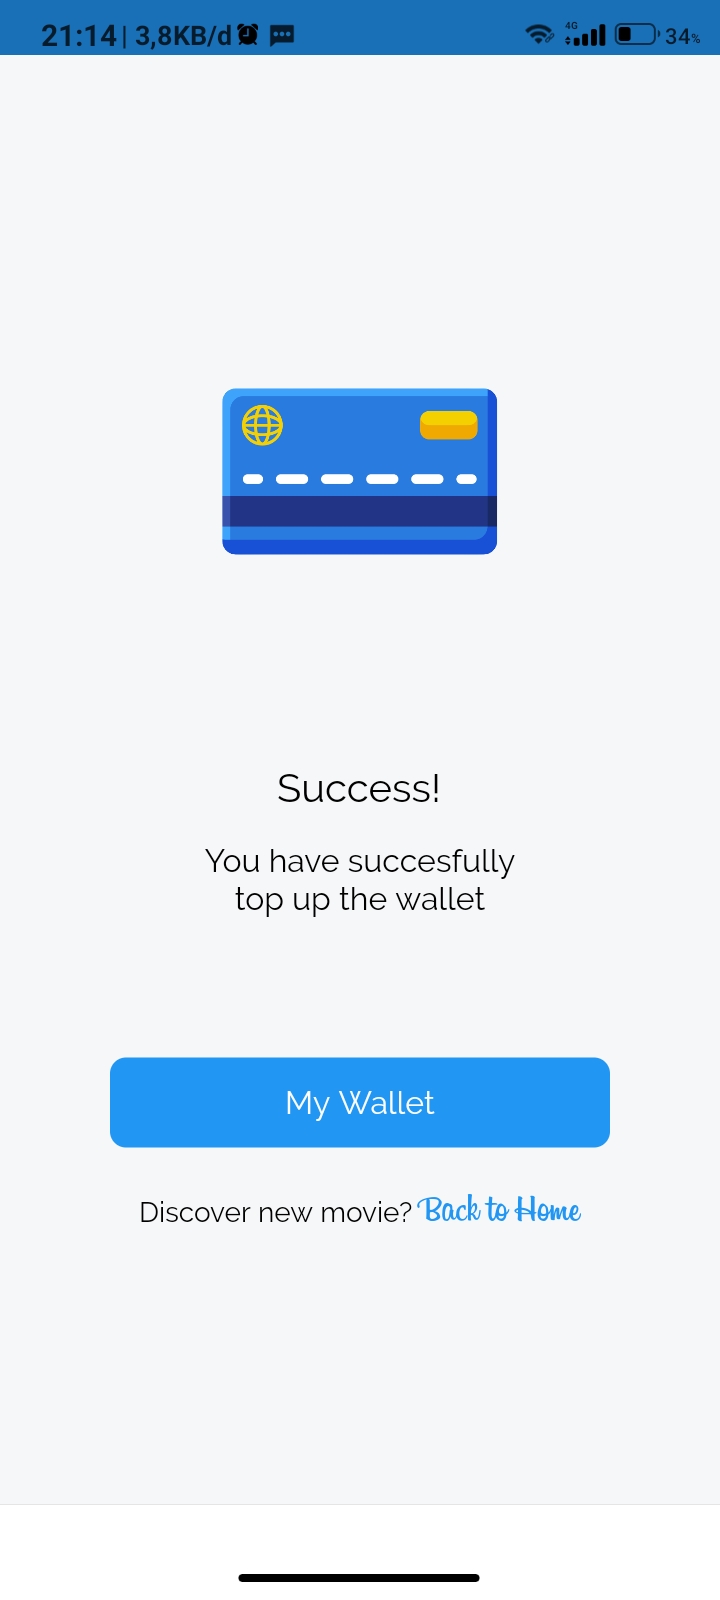 21:14 | 3,8KB/d
4G
34%
Success!
You have succesfully
top up the wallet
My Wallet
Discover new movie? Back to Home